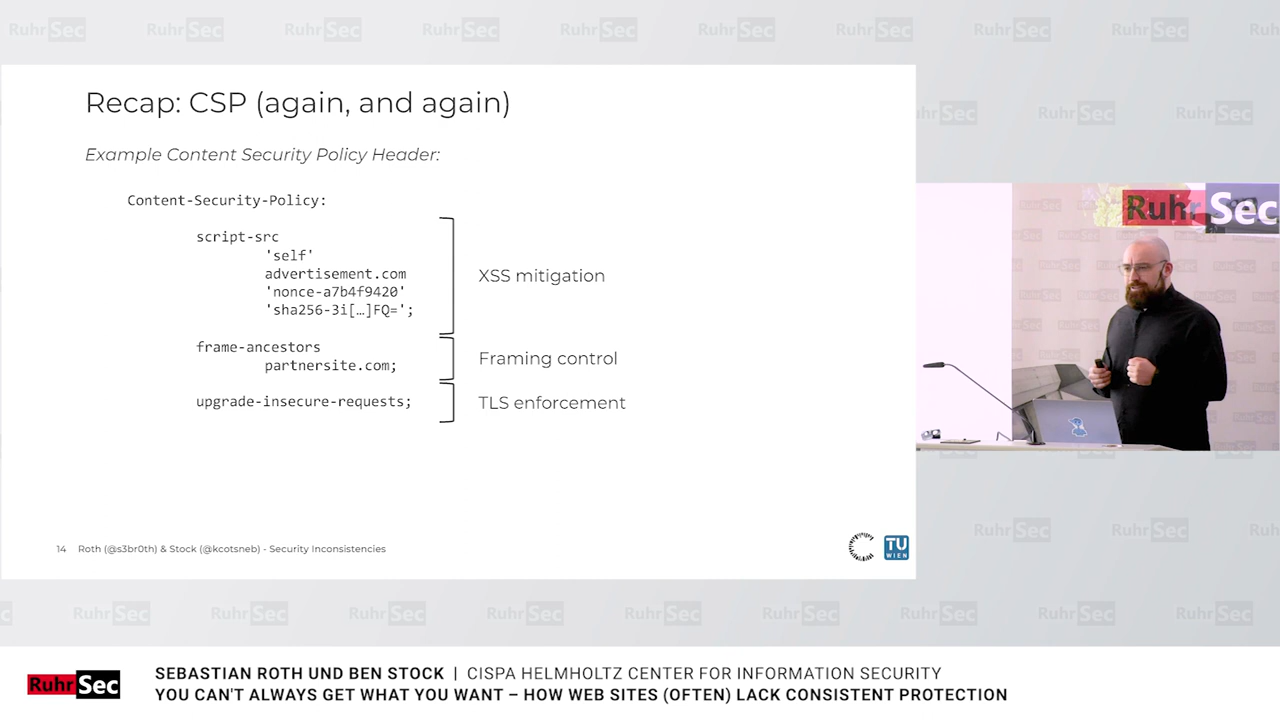 Recap: CSP (again, and again)
Example Content Security Policy Header:
Content-Security-Policy:
script-src
'self'
advertisement.com
'nonce-a7b4f9420'
'sha256-3i[…]FQ=';
XSS mitigation
frame-ancestors
partnersite.com;
Framing control
upgrade-insecure-requests;
TLS enforcement
14 Roth (@s3br0th) & Stock (@kcotsneb) - Security Inconsistencies
TU
WIEN
RuhrSec
RuhrSec
SEBASTIAN ROTH UND BEN STOCK | CISPA HELMHOLTZ CENTER FOR INFORMATION SECURITY
YOU CAN'T ALWAYS GET WHAT YOU WANT – HOW WEB SITES (OFTEN) LACK CONSISTENT PROTECTION